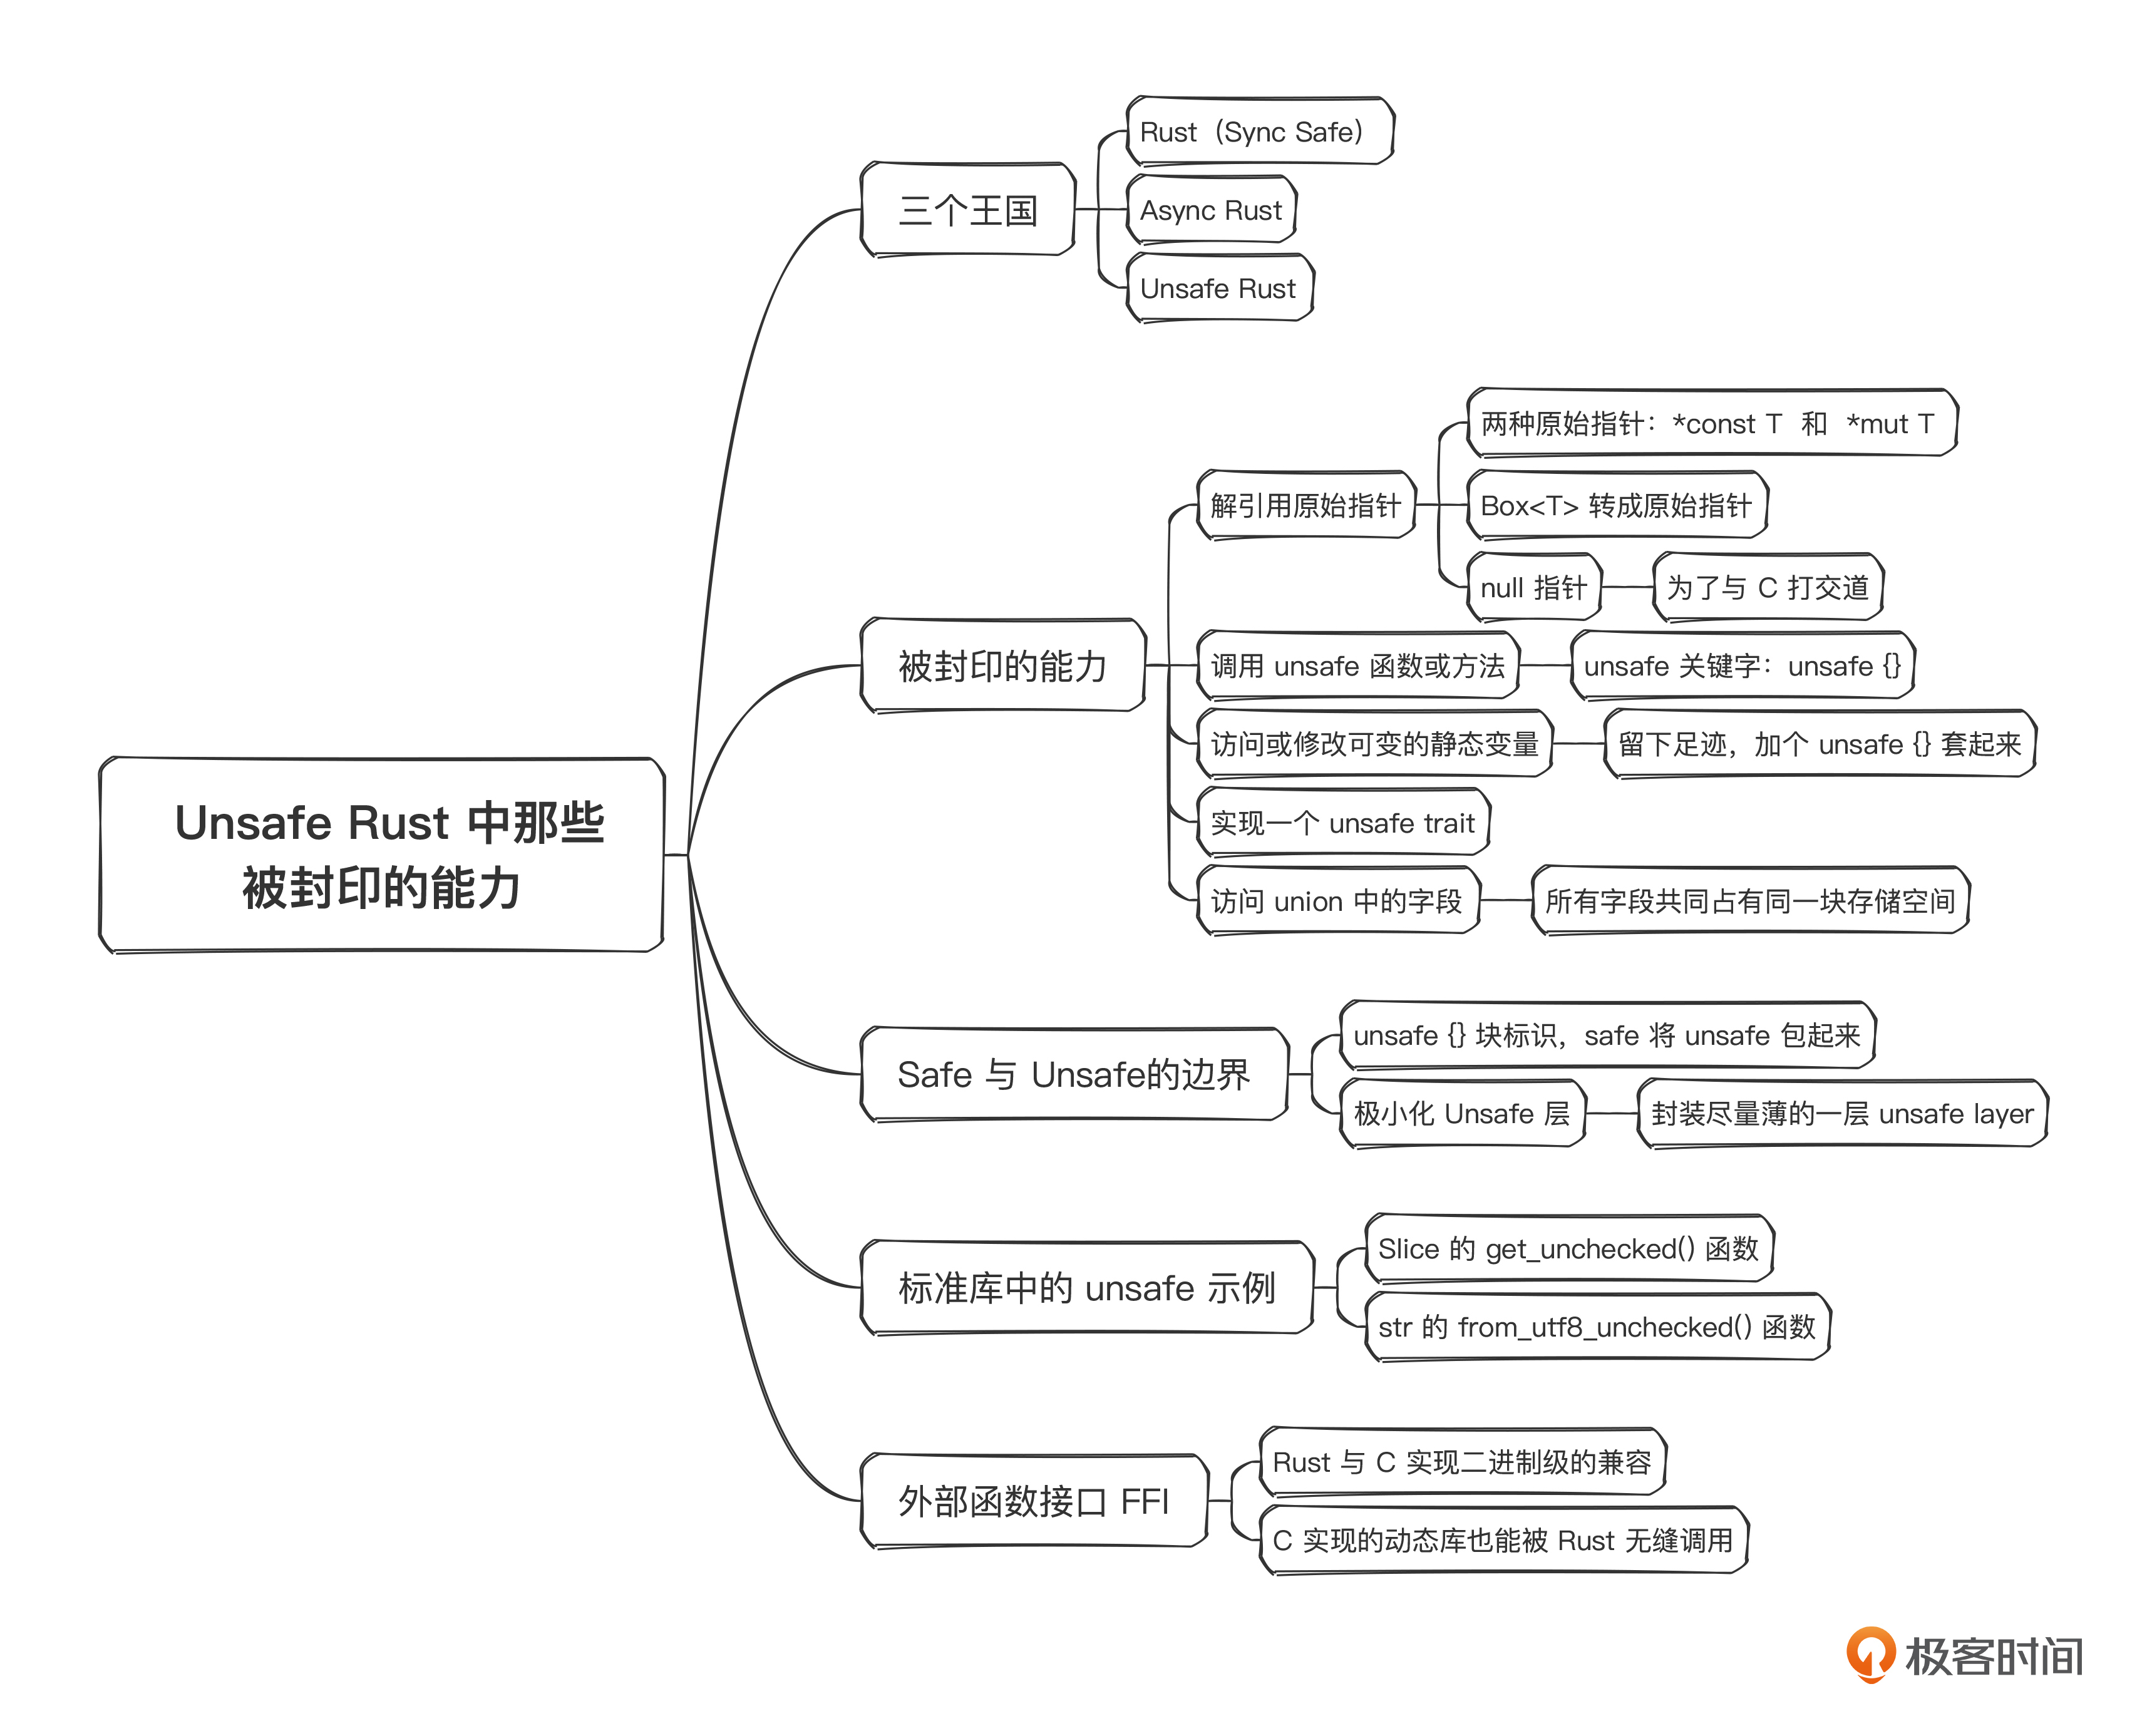 Unsafe Rust 中那些
被封印的能力
三个王国
Rust（Sync Safe）
Async Rust
Unsafe Rust
被封印的能力
解引用原始指针
两种原始指针：*const T 和 *mut T
Box<T> 转成原始指针
null 指针
为了与 C 打交道
调用 unsafe 函数或方法
unsafe 关键字：unsafe {}
访问或修改可变的静态变量
留下足迹，加个 unsafe {} 套起来
实现一个 unsafe trait
访问 union 中的字段
所有字段共同占有同一块存储空间
Safe 与 Unsafe的边界
unsafe {} 块标识，safe 将 unsafe 包起来
极小化 Unsafe 层
封装尽量薄的一层 unsafe layer
标准库中的 unsafe 示例
Slice 的 get_unchecked() 函数
str 的 from_utf8_unchecked() 函数
外部函数接口 FFI
Rust 与 C 实现二进制级的兼容
C 实现的动态库也能被 Rust 无缝调用
极客时间